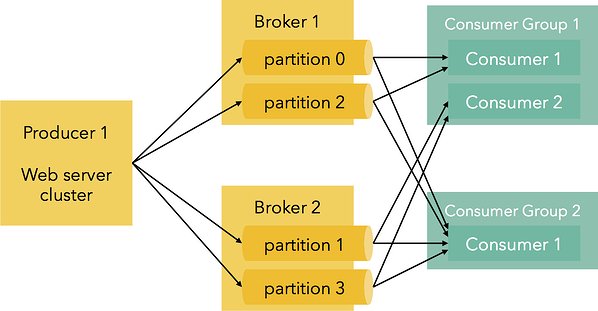 Producer 1
Web server
cluster
Broker 1
partition 0
partition 2
Broker 2
partition 1
partition 3
Consumer Group 1
Consumer 1
Consumer 2
Consumer Group 2
Consumer 1